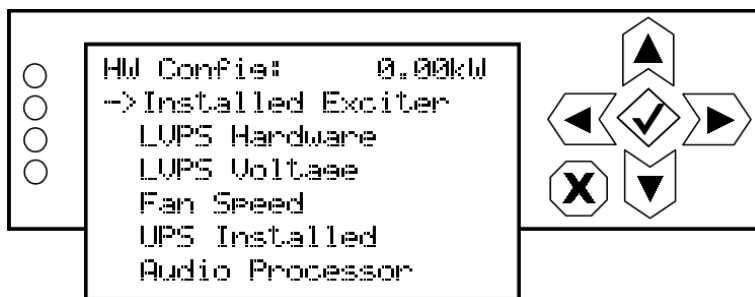 HW Config: 0.00kW
->Installed Exciter
LVPS Hardware
LVPS Voltage
Fan Speed
UPS Installed
Audio Processor
X